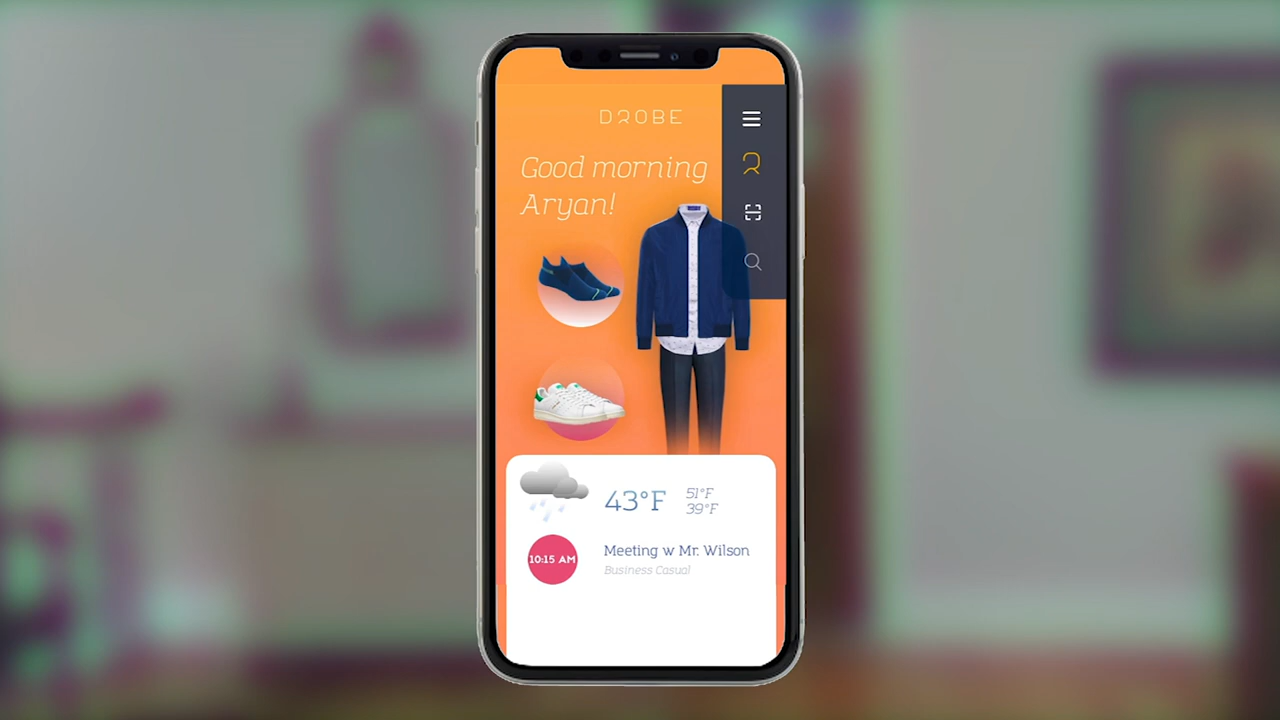 DROBE
Good morning
Aryan!
43°F
51°F
39°F
10:15 AM
Meeting w Mr. Wilson
Business Casual